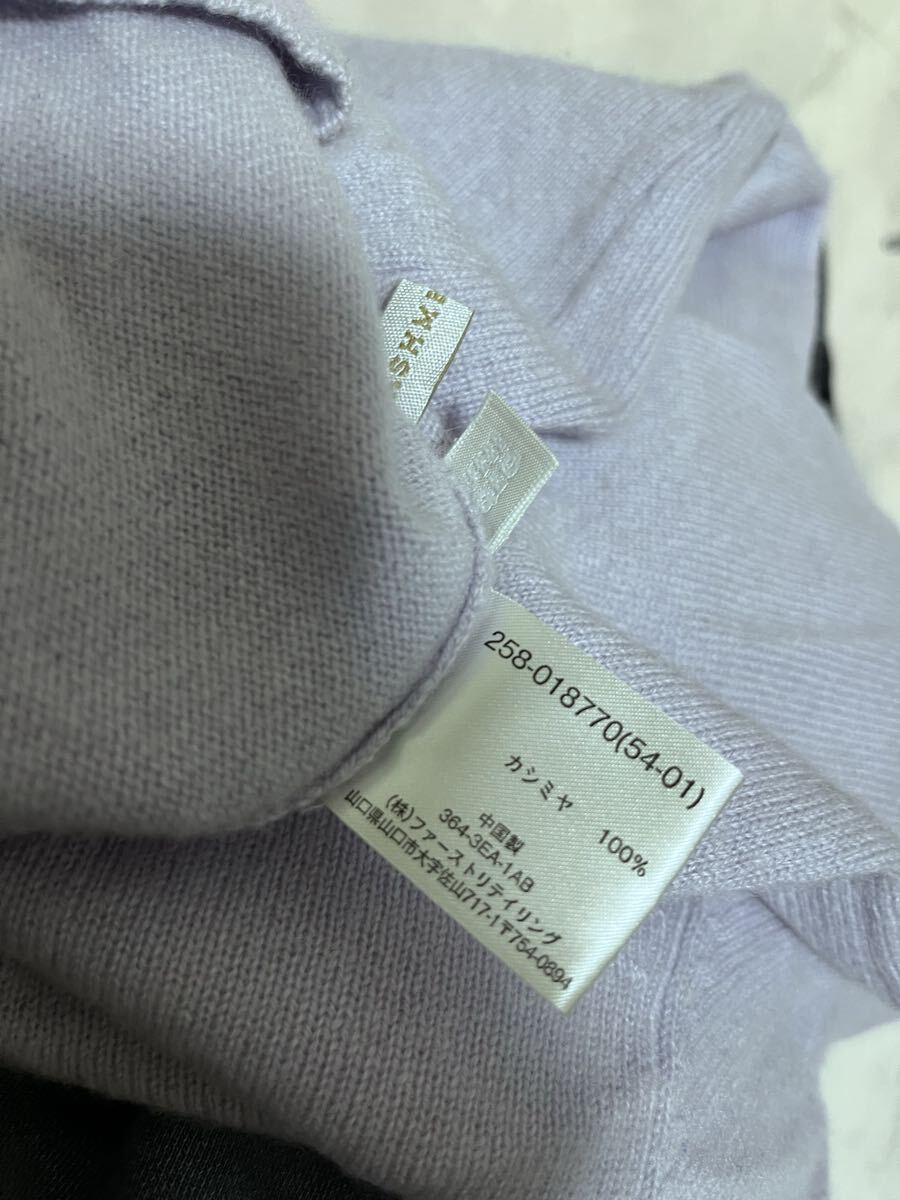 258-018770(54-01)
カシミヤ 100%
中国製
364-3EA-1AB
(株)ファーストリテイリング
山口県山口市大字佐山717-1〒754-0894